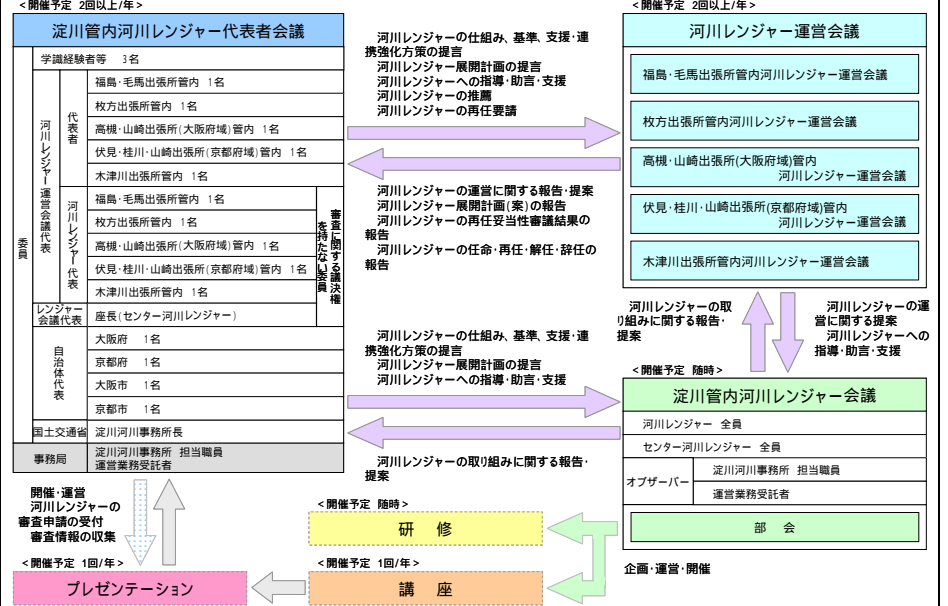 <開催予定 2回以上/年>
淀川管内河川レンジャー代表者会議
委員
学識経験者等 3名
河川レンジャー運営会議代表
代表者
福島・毛馬出張所管内 1名
枚方出張所管内 1名
高槻・山崎出張所(大阪府域)管内 1名
伏見・桂川・山崎出張所(京都府域)管内 1名
木津川出張所管内 1名
河川レンジャー代表
福島・毛馬出張所管内 1名
枚方出張所管内 1名
高槻・山崎出張所(大阪府域)管内 1名
伏見・桂川・山崎出張所(京都府域)管内 1名
木津川出張所管内 1名
審査に関する議決権
を持たない委員
レンジャー
会議代表
座長(センター河川レンジャー)
自治体代表
大阪府 1名
京都府 1名
大阪市 1名
京都市 1名
国土交通省
淀川河川事務所長
事務局
淀川河川事務所 担当職員
運営業務受託者
河川レンジャーの仕組み、基準、支援・連
携強化方策の提言
河川レンジャー展開計画の提言
河川レンジャーへの指導・助言・支援
河川レンジャーの推薦
河川レンジャーの再任要請
河川レンジャーの運営に関する報告・提案
河川レンジャー展開計画(案)の報告
河川レンジャーの再任妥当性審議結果の
報告
河川レンジャーの任命・再任・解任・辞任の
報告
<開催予定 2回以上/年>
河川レンジャー運営会議
福島・毛馬出張所管内河川レンジャー運営会議
枚方出張所管内河川レンジャー運営会議
高槻・山崎出張所(大阪府域)管内
河川レンジャー運営会議
伏見・桂川・山崎出張所(京都府域)管内
河川レンジャー運営会議
木津川出張所管内河川レンジャー運営会議
河川レンジャーの取
り組みに関する報告・
提案
河川レンジャーの運
営に関する提案
河川レンジャーへの
指導・助言・支援
河川レンジャーの仕組み、基準、支援・連
携強化方策の提言
河川レンジャー展開計画の提言
河川レンジャーへの指導・助言・支援
河川レンジャーの取り組みに関する報告・
提案
<開催予定 随時>
淀川管内河川レンジャー会議
河川レンジャー 全員
センター河川レンジャー 全員
オブザーバー
淀川河川事務所 担当職員
運営業務受託者
部 会
企画・運営・開催
開催・運営
河川レンジャーの
審査申請の受付
審査情報の収集
<開催予定 随時>
研 修
<開催予定 1回/年>
講 座
<開催予定 1回/年>
プレゼンテーション